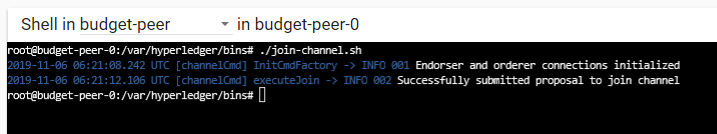 Shell in budget-peer in budget-peer-0
root@budget-peer-0:/var/hyperledger/bins# ./join-channel.sh
2019-11-06 06:21:08.242 UTC [channelCmd] InitCmdFactory -> INFO 001 Endorser and orderer connections initialized
2019-11-06 06:21:12.106 UTC [channelCmd] executeJoin -> INFO 002 Successfully submitted proposal to join channel
root@budget-peer-0:/var/hyperledger/bins#